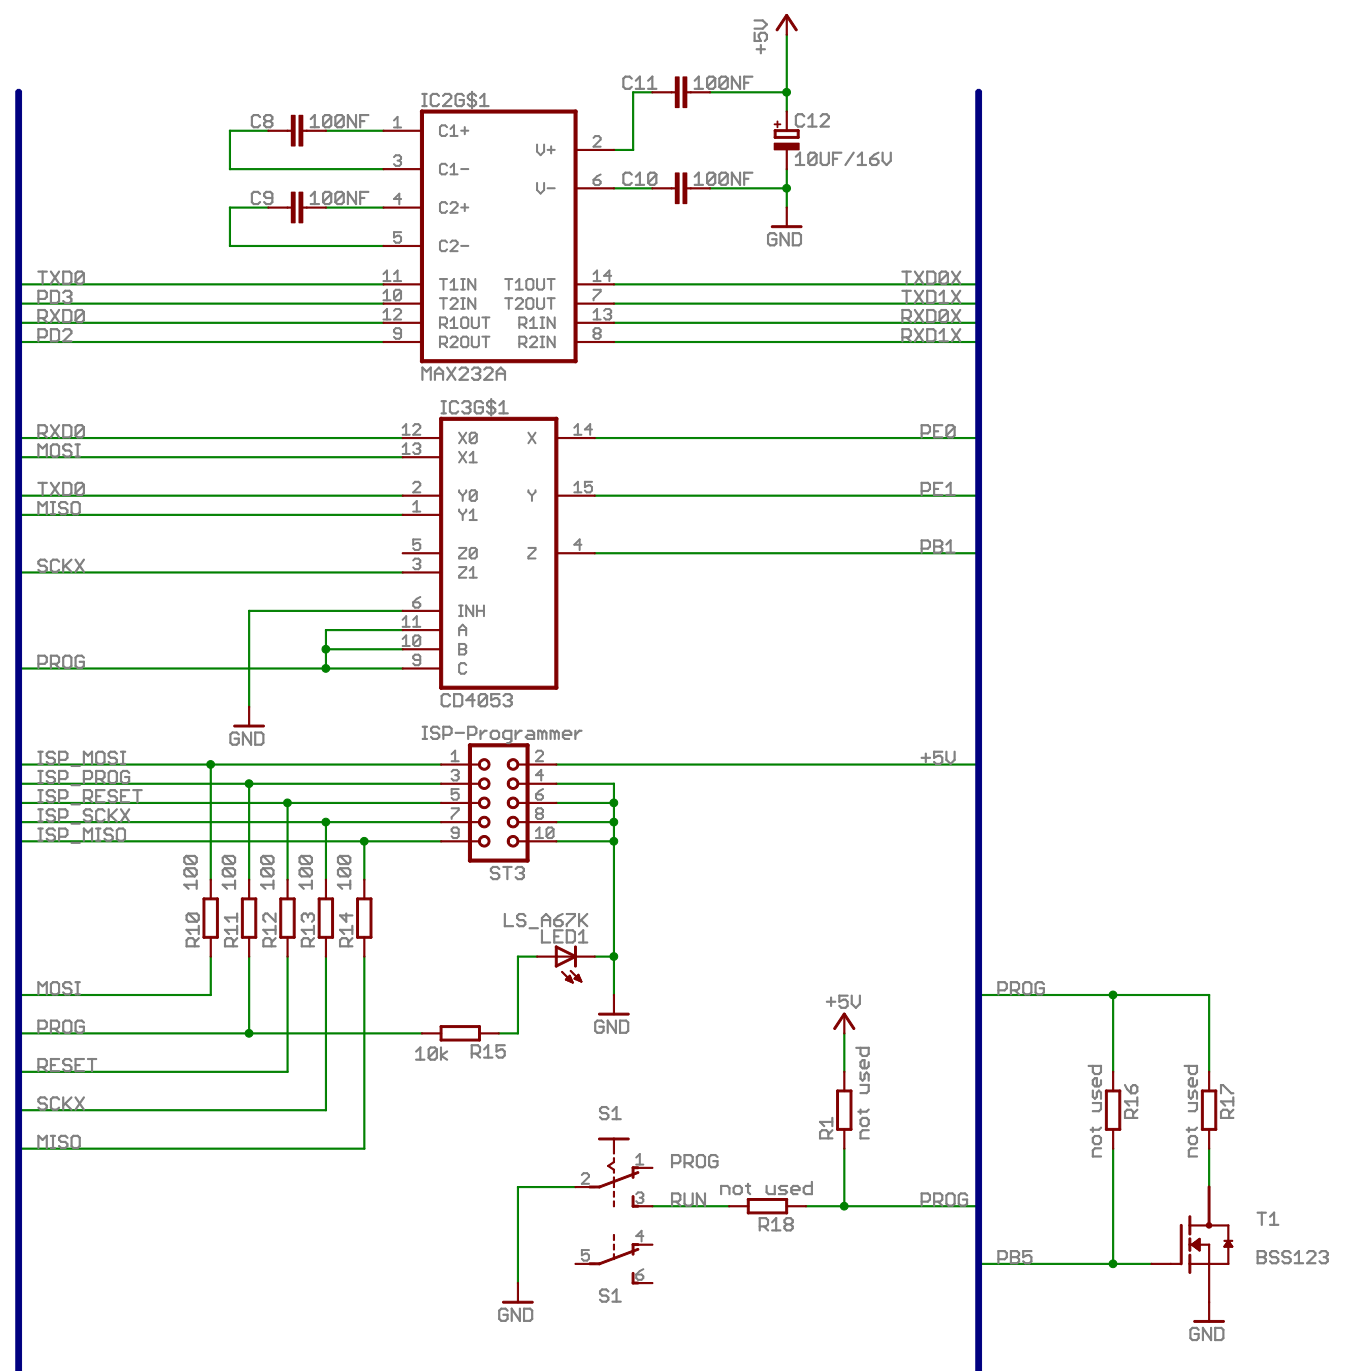 +5V
C11 100NF
IC2G$1
C8 100NF 1 C1+
C12
10UF/16V
V+ 2
3 C1-
C10 100NF
V- 6
C9 100NF 4 C2+
GND
5 C2-
TXD0 11 T1IN T1OUT 14 TXD0X
PD3 10 T2IN T2OUT 7 TXD1X
RXD0 12 R1OUT R1IN 13 RXD0X
PD2 9 R2OUT R2IN 8 RXD1X
MAX232A
IC3G$1
RXD0 12 X0 X 14 PE0
MOSI 13 X1
TXD0 2 Y0 Y 15 PE1
MISO 1 Y1
5 Z0 Z 4 PB1
SCKX 3 Z1
6 INH
11 A
10 B
PROG 9 C
CD4053
GND
ISP-Programmer
ISP_MOSI 1 2 +5V
ISP_PROG 3 4
ISP_RESET 5 6
ISP_SCKX 7 8
ISP_MISO 9 10
ST3
100 100 100 100 100
R10 R11 R12 R13 R14
LS_A67K
LED1
GND
MOSI
PROG
10k R15
RESET
SCKX
MISO
+5V
R1 not used
S1
1 PROG
2
3 RUN
not used
R18
PROG
4
5
6
S1
GND
PROG
not used R16
not used R17
T1
BSS123
PB5
GND